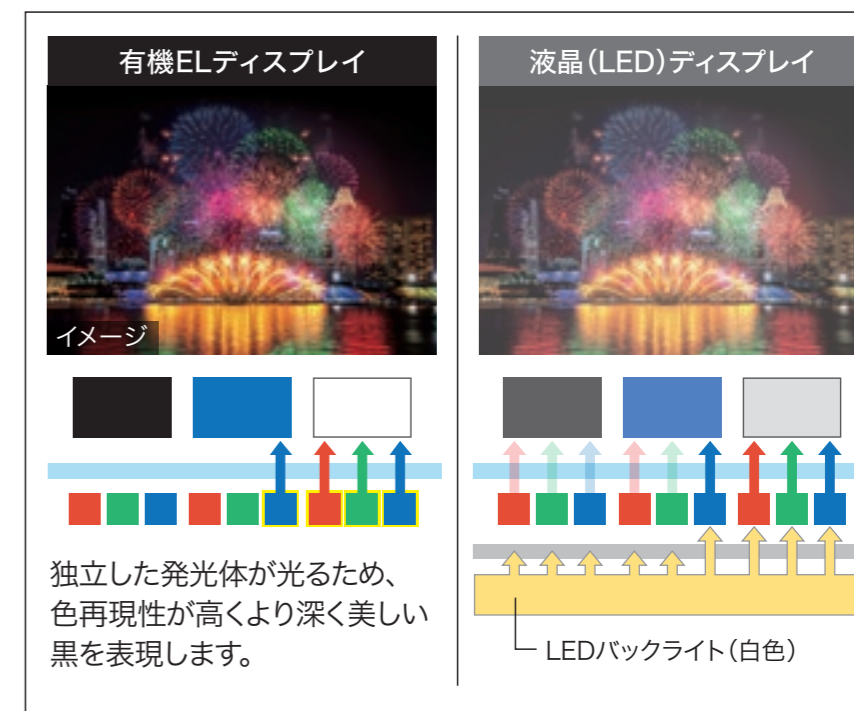 有機ELディスプレイ
イメージ
独立した発光体が光るため、
色再現性が高くより深く美しい
黒を表現します。
液晶(LED)ディスプレイ
LEDバックライト(白色)